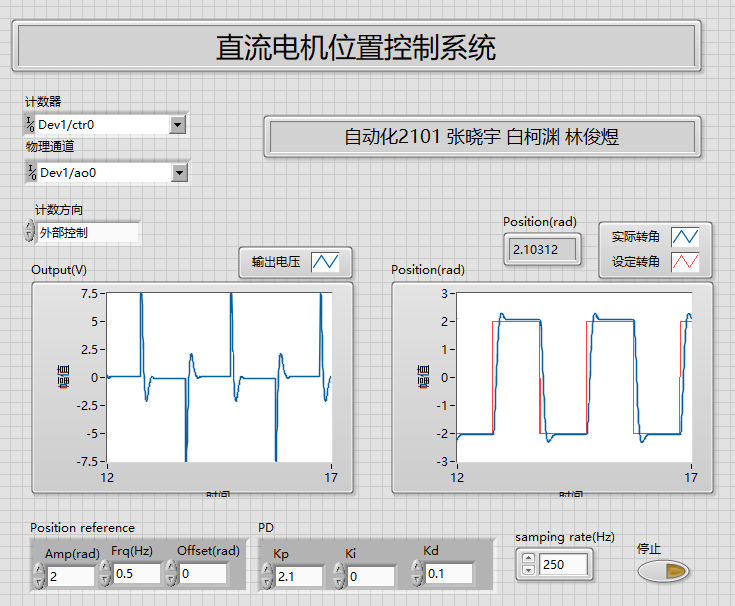 直流电机位置控制系统
计数器
Dev1/ctr0
自动化2101 张晓宇 白柯渊 林俊煜
物理通道
Dev1/ao0
计数方向
外部控制
Position(rad)
2.10312
实际转角
设定转角
输出电压
Output(V)
Position(rad)
7.5
5
2.5
0
-2.5
-5
-7.5
幅值
12
17
时间
3
2
1
0
-1
-2
-3
幅值
12
17
时间
Position reference
Amp(rad)
Frq(Hz)
Offset(rad)
2
0.5
0
PD
Kp
Ki
Kd
2.1
0
0.1
samping rate(Hz)
250
停止